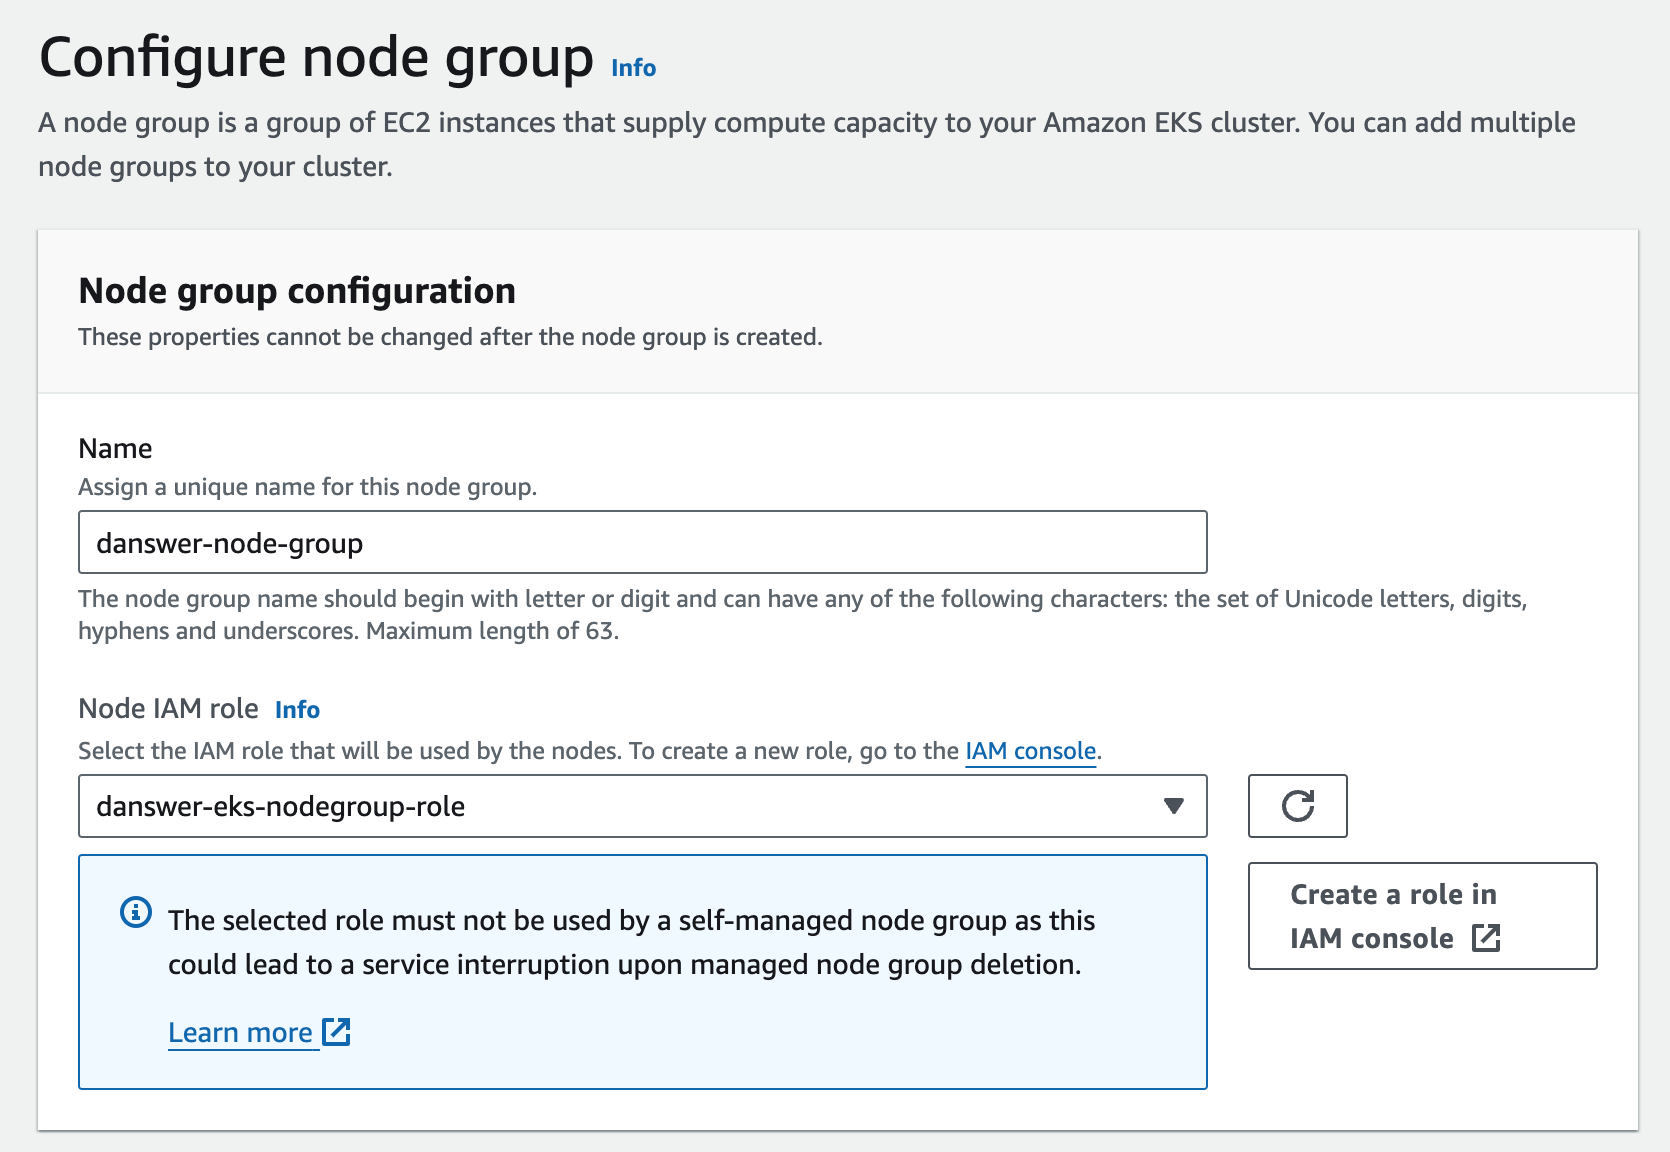 Configure node group Info
A node group is a group of EC2 instances that supply compute capacity to your Amazon EKS cluster. You can add multiple
node groups to your cluster.
Node group configuration
These properties cannot be changed after the node group is created.
Name
Assign a unique name for this node group.
danswer-node-group
The node group name should begin with letter or digit and can have any of the following characters: the set of Unicode letters, digits,
hyphens and underscores. Maximum length of 63.
Node IAM role Info
Select the IAM role that will be used by the nodes. To create a new role, go to the IAM console.
danswer-eks-nodegroup-role
The selected role must not be used by a self-managed node group as this
could lead to a service interruption upon managed node group deletion.
Learn more
Create a role in
IAM console